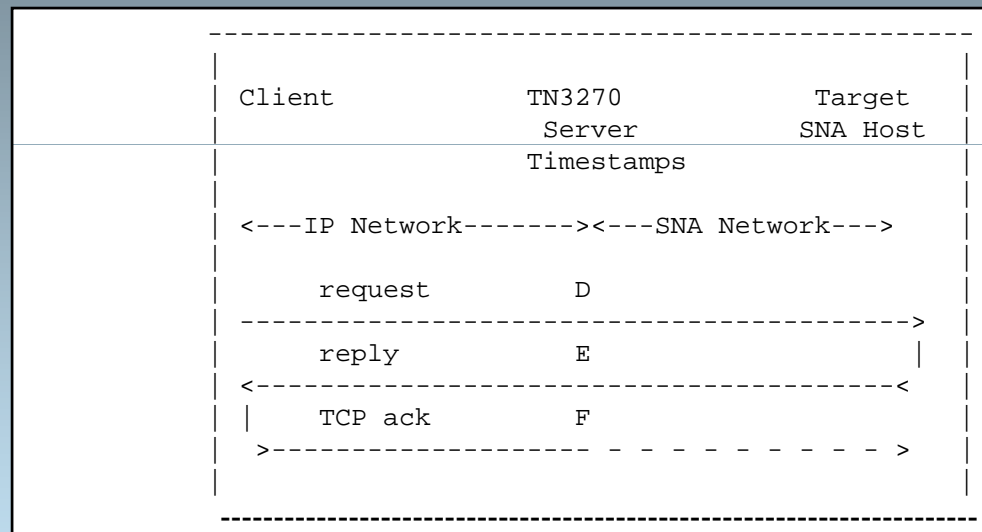 ------------------------------------------------
| |
| Client TN3270 Target |
| Server SNA Host |
| Timestamps |
| |
| <---IP Network-------><---SNA Network---> |
| |
| request D |
| ------------------------------------------> |
| reply E | |
| <----------------------------------------< |
| | TCP ack F |
| >-------------------- - - - - - - - - - > |
| |
------------------------------------------------------------------